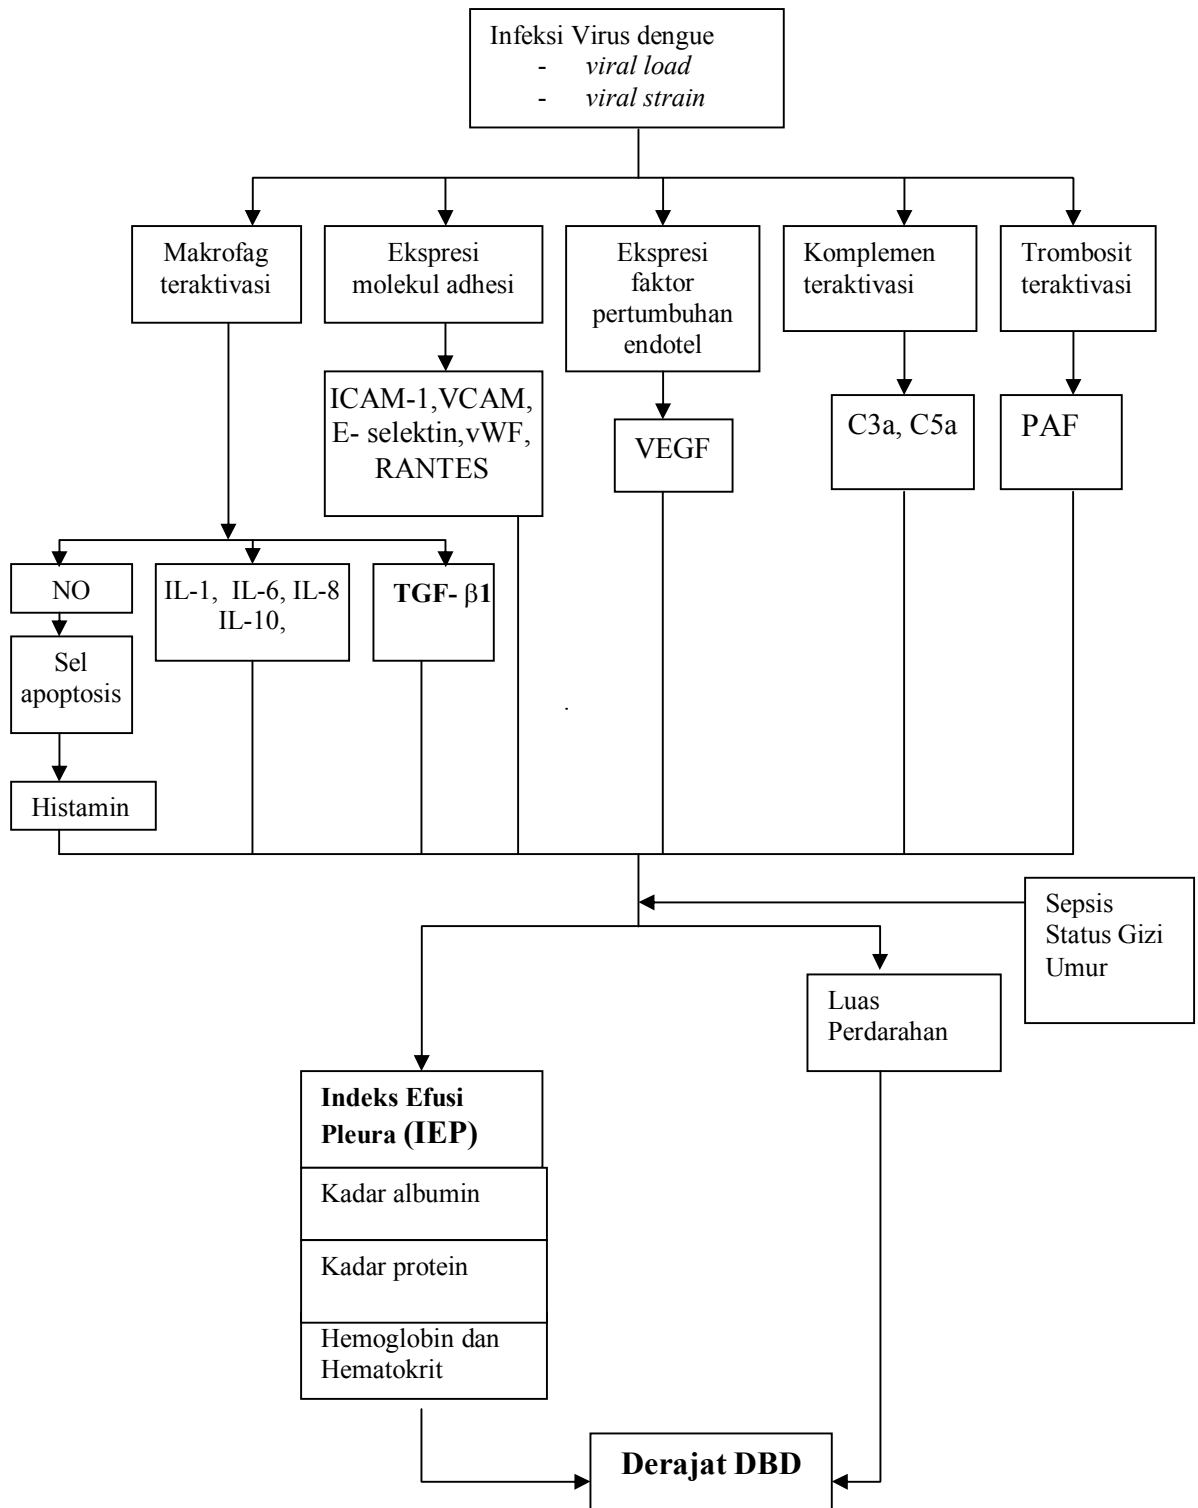 Infeksi Virus dengue
- viral load
- viral strain
Makrofag
teraktivasi
Ekspresi
molekul adhesi
Ekspresi
faktor
pertumbuhan
endotel
Komplemen
teraktivasi
Trombosit
teraktivasi
ICAM-1,VCAM,
E- selektin,vWF,
RANTES
VEGF
C3a, C5a
PAF
NO
IL-1, IL-6, IL-8
IL-10,
TGF- β1
Sel
apoptosis
Histamin
Sepsis
Status Gizi
Umur
Luas
Perdarahan
Indeks Efusi
Pleura (IEP)
Kadar albumin
Kadar protein
Hemoglobin dan
Hematokrit
Derajat DBD